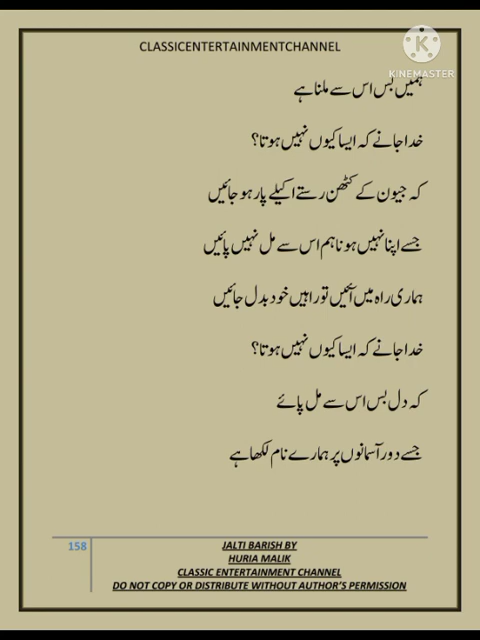 CLASSICENTERTAINMENTCHANNEL
KINEMASTER
ہمیں بس اس سے ملنا ہے
خدا جانے کہ ایسا کیوں نہیں ہوتا؟
کہ جیون کے کٹھن رستے اکیلے پار ہو جائیں
جسے اپنا نہیں ہونا ہم اس سے مل نہیں پائیں
ہماری راہ میں آئیں تو راہیں خود بدل جائیں
خدا جانے کہ ایسا کیوں نہیں ہوتا؟
کہ دل بس اس سے مل پائے
جسے دور آسمانوں پر ہمارے نام لکھا ہے
158
JALTI BARISH BY
HURIA MALIK
CLASSIC ENTERTAINMENT CHANNEL
DO NOT COPY OR DISTRIBUTE WITHOUT AUTHOR'S PERMISSION